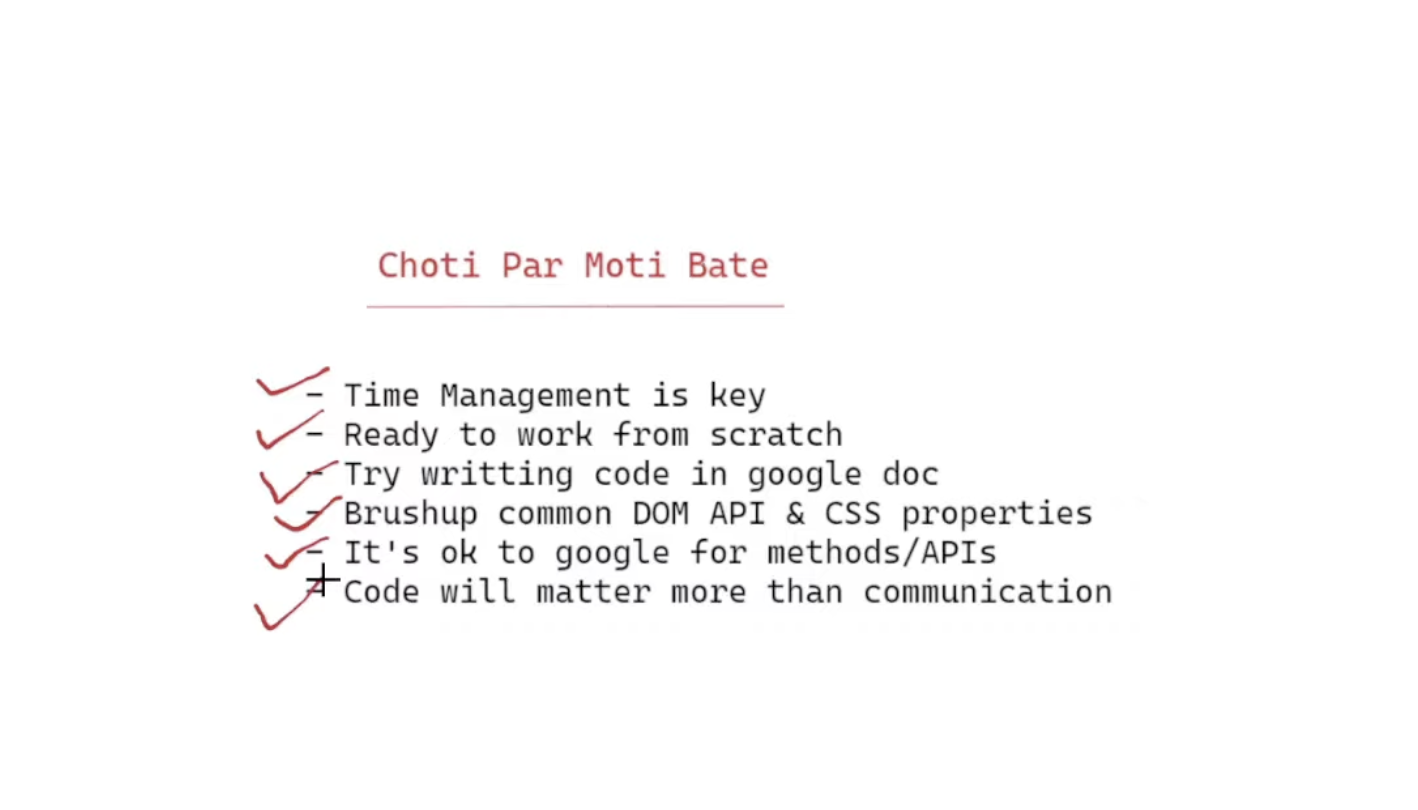 Choti Par Moti Bate
- Time Management is key
- Ready to work from scratch
- Try writting code in google doc
- Brushup common DOM API & CSS properties
- It's ok to google for methods/APIs
- Code will matter more than communication